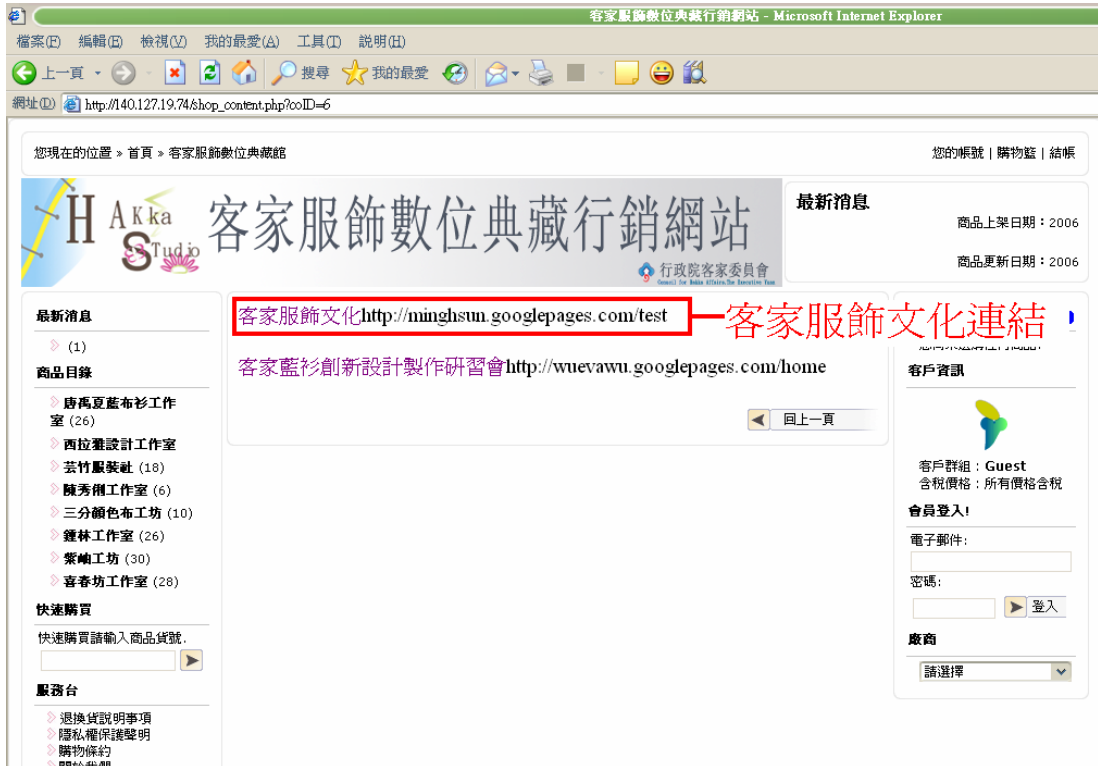 客家服飾數位典藏行銷網站 - Microsoft Internet Explorer
檔案(F) 編輯(E) 檢視(V) 我的最愛(A) 工具(T) 說明(H)
上一頁 搜尋 我的最愛
網址(D) http://140.127.19.74/shop_content.php?coID=6
您現在的位置 » 首頁 » 客家服飾數位典藏館 您的帳號 | 購物籃 | 結帳
HAKka STudio
客家服飾數位典藏行銷網站
行政院客家委員會
Council for Hakka Affairs, The Executive Yuan
最新消息
商品上架日期：2006
商品更新日期：2006
最新消息
(1)
商品目錄
唐禹夏藍布衫工作
室 (26)
西拉雅設計工作室
芸竹服裝社 (18)
陳秀俐工作室 (6)
三分顏色布工坊 (10)
鍾林工作室 (26)
紫岫工坊 (30)
喜春坊工作室 (28)
快速購買
快速購買請輸入商品貨號.
服務台
退換貨說明事項
隱私權保護聲明
購物條約
關於我們
客家服飾文化http://minghsun.googlepages.com/test
客家服飾文化連結
客家藍衫創新設計製作研習會http://wuevawu.googlepages.com/home
回上一頁
客戶資訊
客戶群組：Guest
含稅價格：所有價格含稅
會員登入!
電子郵件:
密碼:
登入
廠商
請選擇